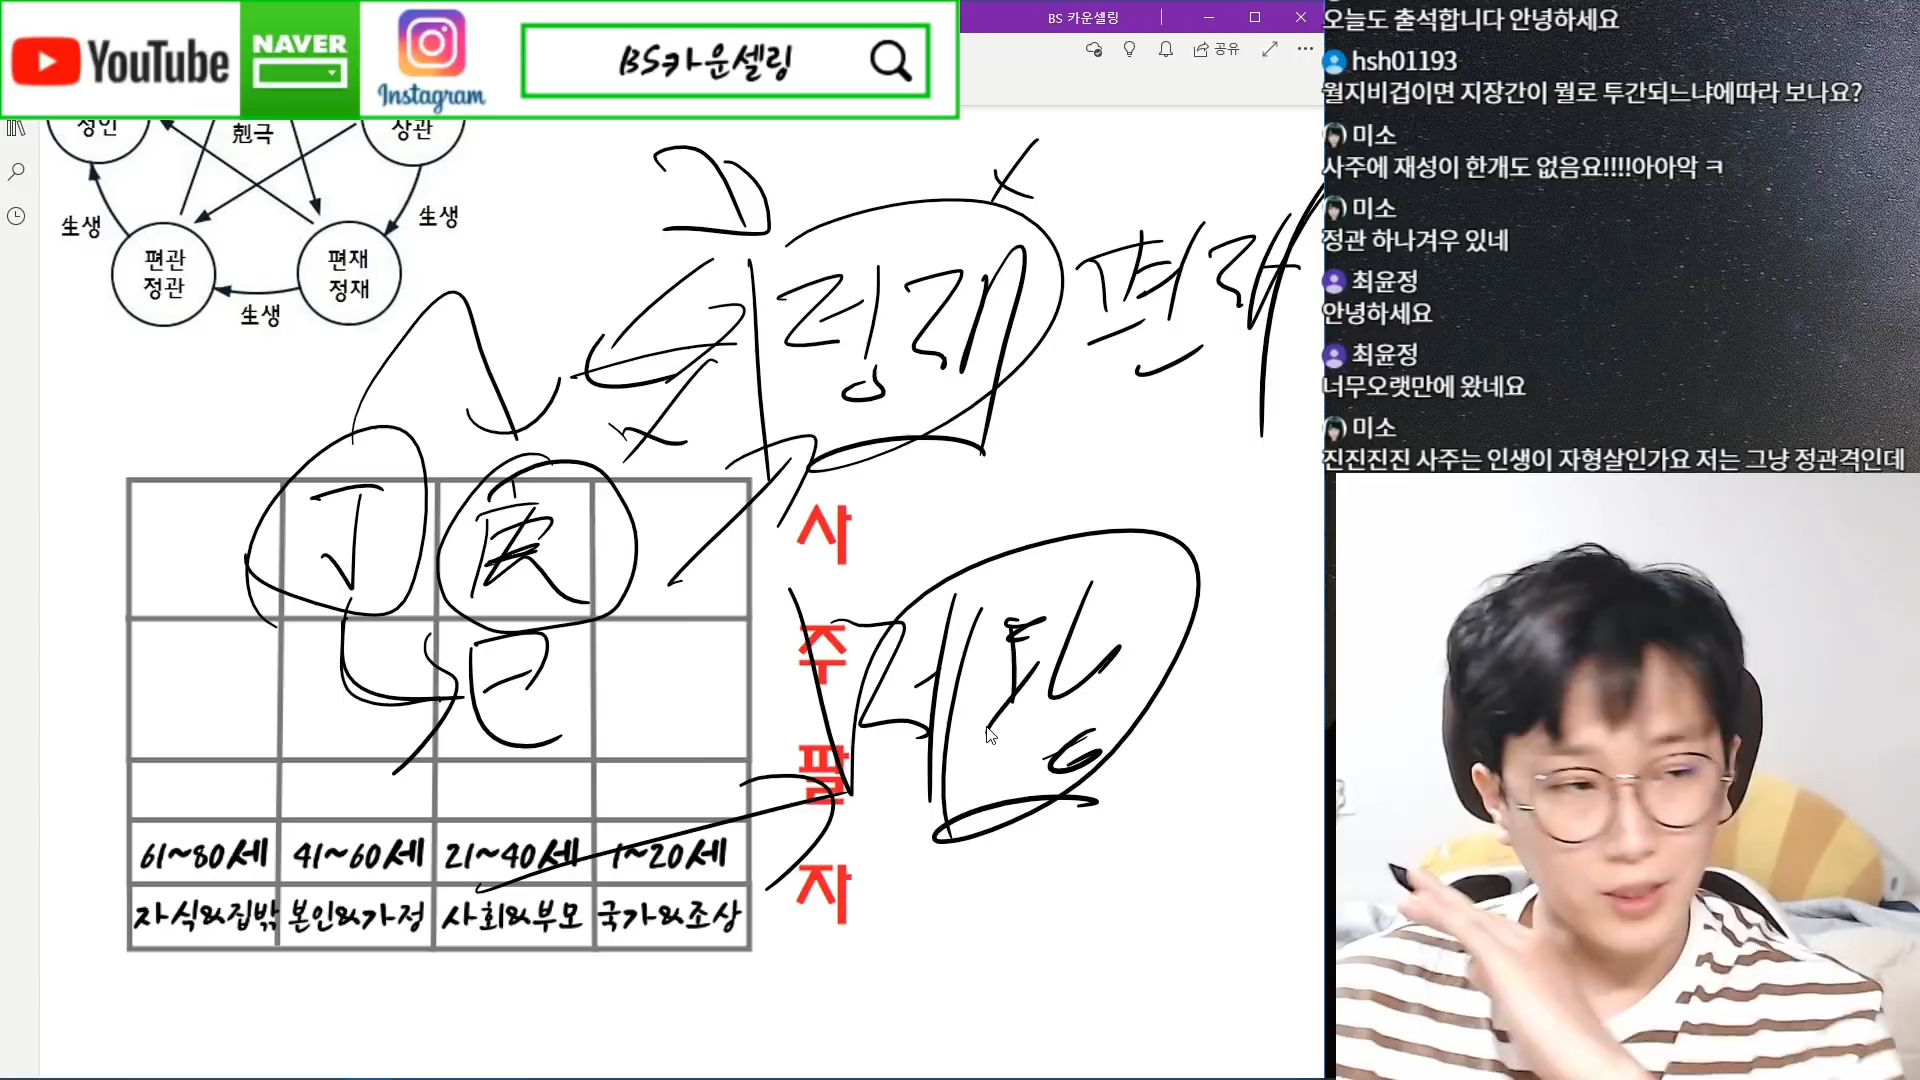 YouTube
NAVER
Instagram
BS카운셀링
BS 카운셀링
공유
정인
상관
剋극
生생
生생
편관
정관
편재
정재
生생
정재
편재
丁
庚
巳
사
주
팔
자
61~80세
41~60세
21~40세
1~20세
자식&집밖
본인&가정
사회&부모
국가&조상
오늘도 출석합니다 안녕하세요
hsh01193
월지비겁이면 지장간이 뭘로 투간되느냐에따라 보나요?
미소
사주에 재성이 한개도 없음요!!!!아아악 ㅋ
미소
정관 하나겨우 있네
최윤정
안녕하세요
최윤정
너무오랫만에 왔네요
미소
진진진진 사주는 인생이 자형살인가요 저는 그냥 정관격인데